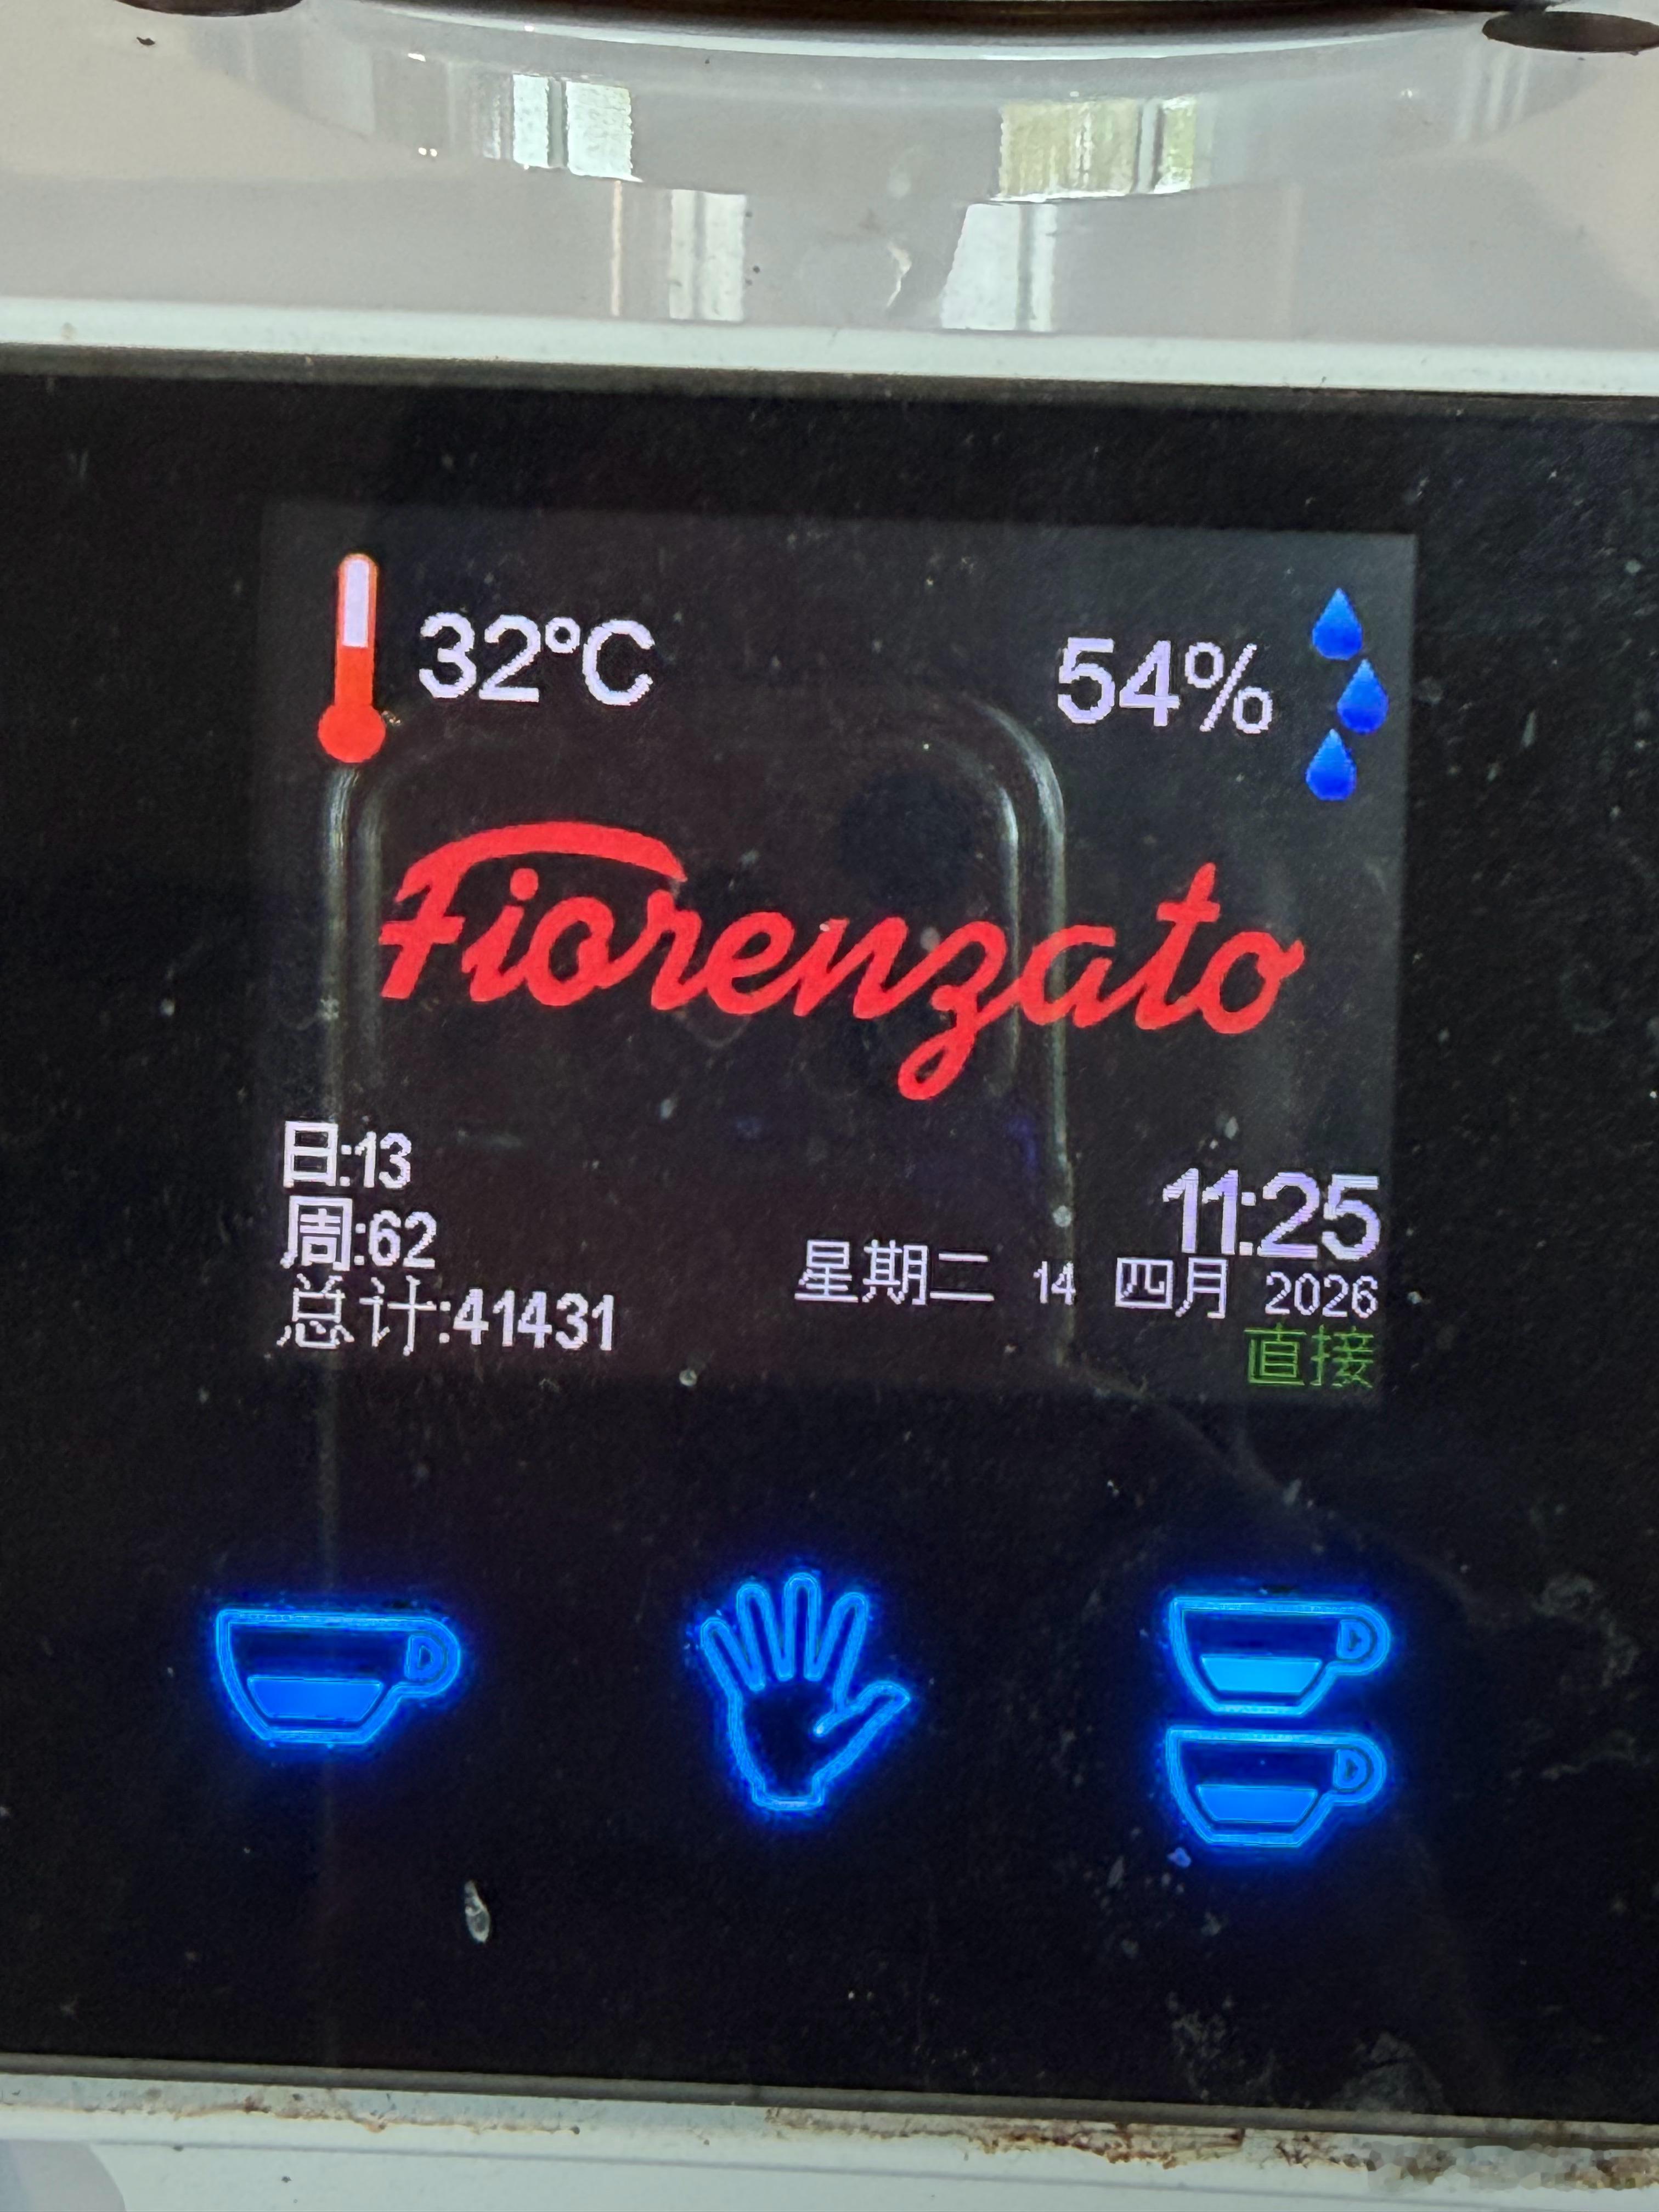 32°C
54%
Fiorenzato
日:13
周:62
总计:41431
11:25
星期二 14 四月 2026
直接